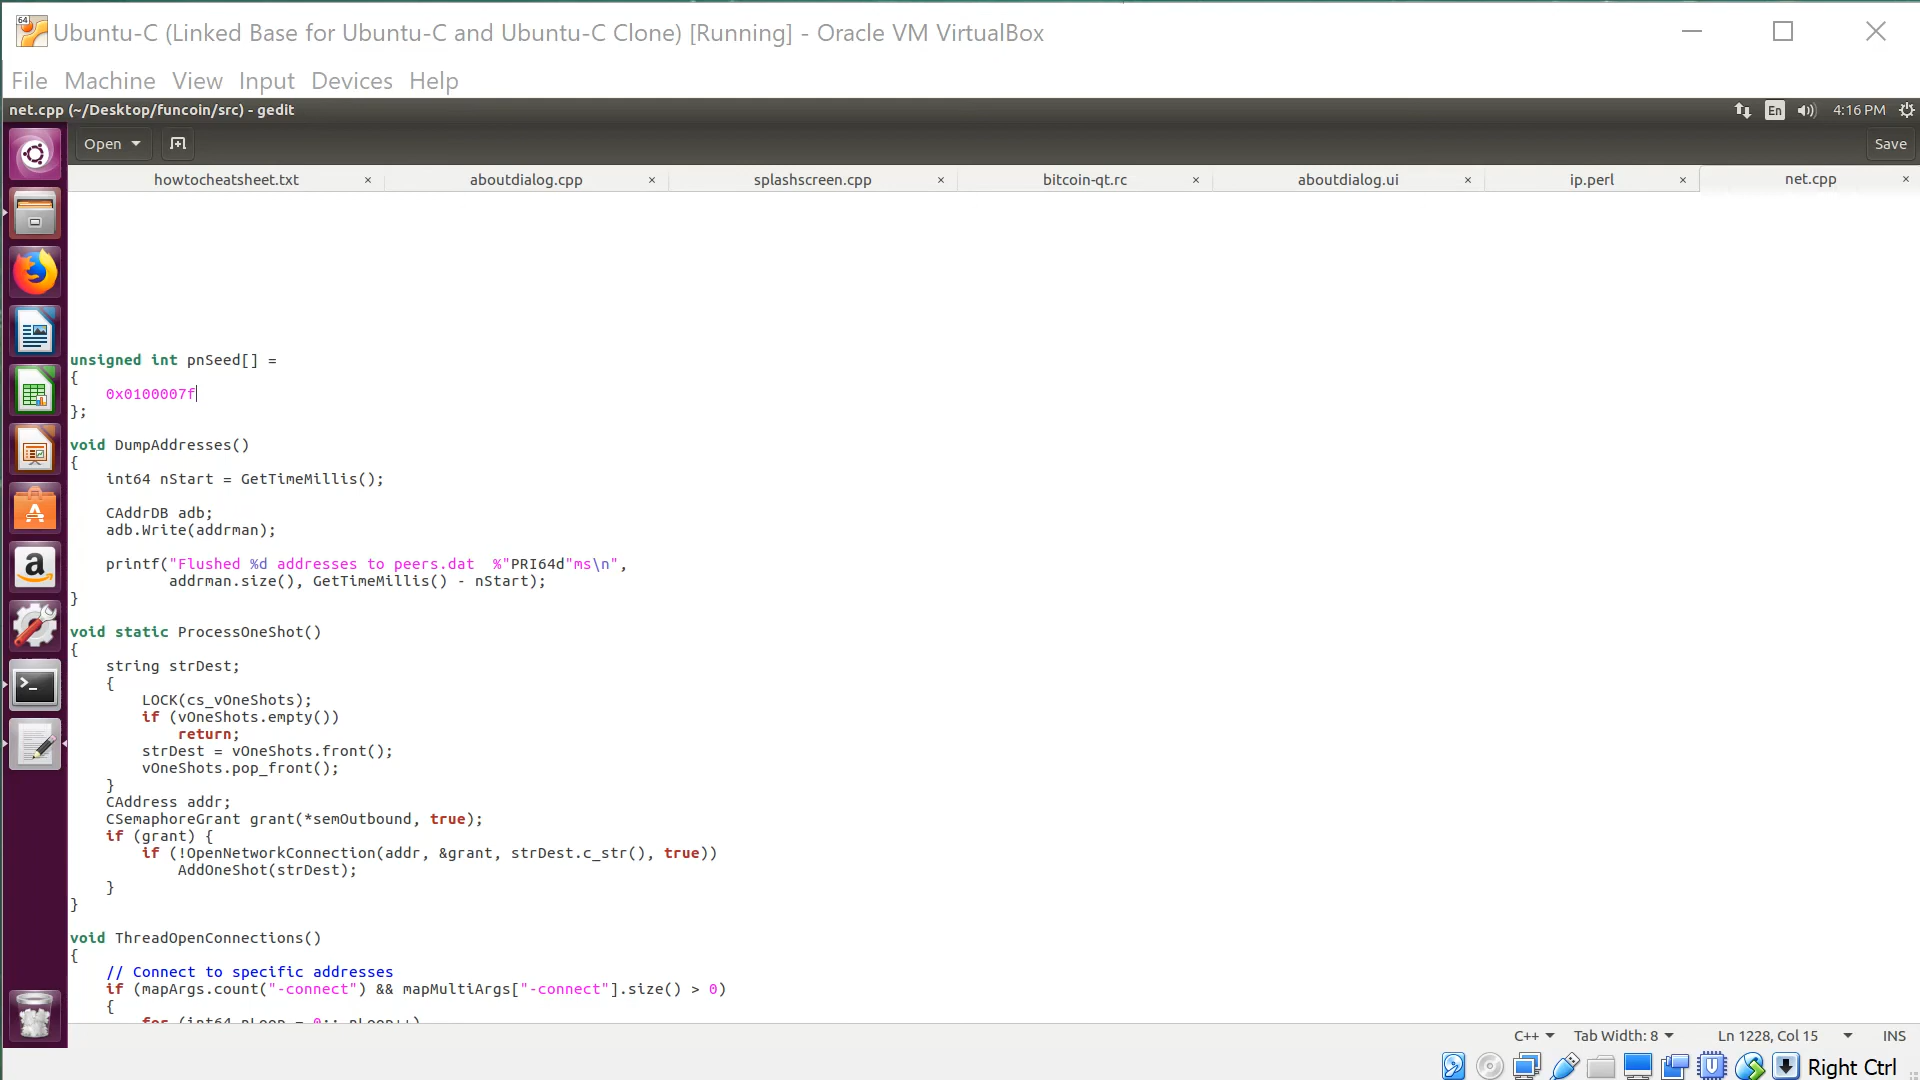 Ubuntu-C (Linked Base for Ubuntu-C and Ubuntu-C Clone) [Running] - Oracle VM VirtualBox
File Machine View Input Devices Help
net.cpp (~/Desktop/funcoin/src) - gedit
En 4:16 PM
Open Save
howtocheatsheet.txt × aboutdialog.cpp × splashscreen.cpp × bitcoin-qt.rc × aboutdialog.ui × ip.perl × net.cpp ×
unsigned int pnSeed[] =
{
    0x0100007f
};
void DumpAddresses()
{
    int64 nStart = GetTimeMillis();
    CAddrDB adb;
    adb.Write(addrman);
    printf("Flushed %d addresses to peers.dat  %"PRI64d"ms\n",
           addrman.size(), GetTimeMillis() - nStart);
}
void static ProcessOneShot()
{
    string strDest;
    {
        LOCK(cs_vOneShots);
        if (vOneShots.empty())
            return;
        strDest = vOneShots.front();
        vOneShots.pop_front();
    }
    CAddress addr;
    CSemaphoreGrant grant(*semOutbound, true);
    if (grant) {
        if (!OpenNetworkConnection(addr, &grant, strDest.c_str(), true))
            AddOneShot(strDest);
    }
}
void ThreadOpenConnections()
{
    // Connect to specific addresses
    if (mapArgs.count("-connect") && mapMultiArgs["-connect"].size() > 0)
    {
        for (int64 nLoop = 0;; nLoop++)
C++ Tab Width: 8 Ln 1228, Col 15 INS
Right Ctrl